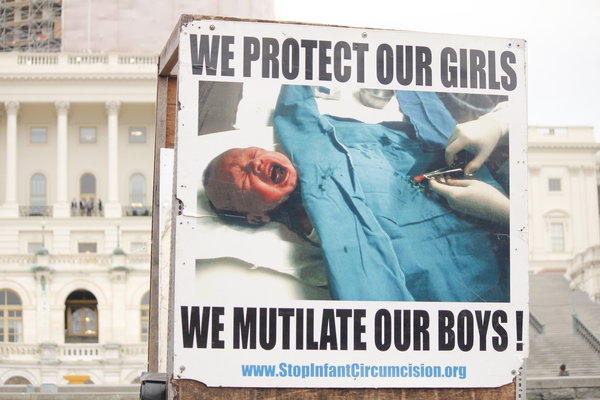 WE PROTECT OUR GIRLS
WE MUTILATE OUR BOYS !
www.StopInfantCircumcision.org